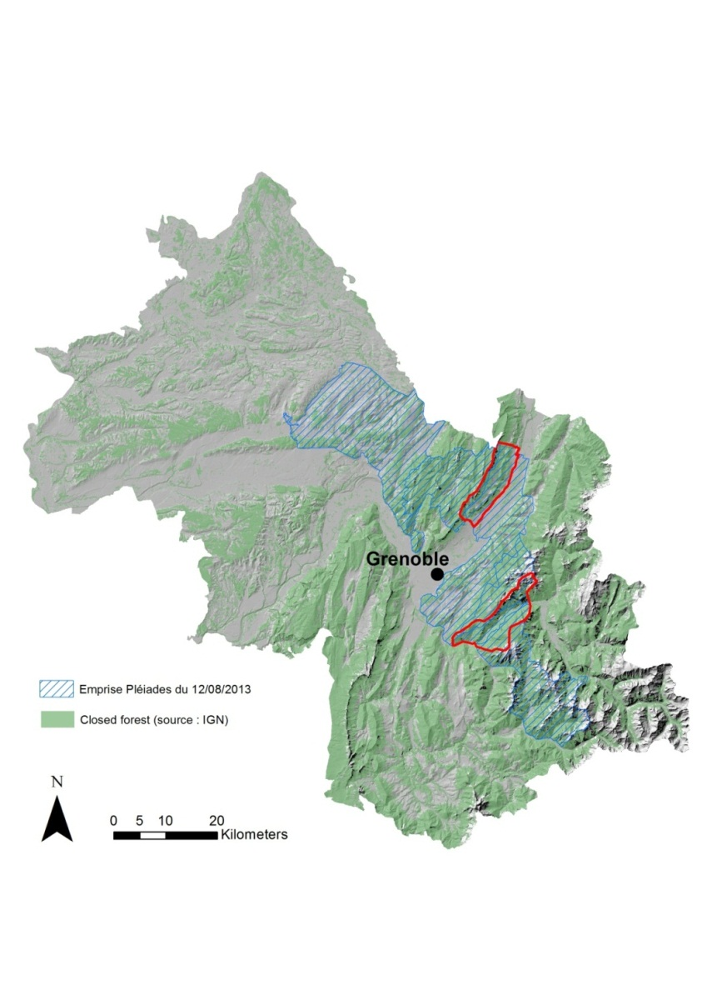 Grenoble
Emprise Pléiades du 12/08/2013
Closed forest (source : IGN)
N
0 5 10 20
Kilometers